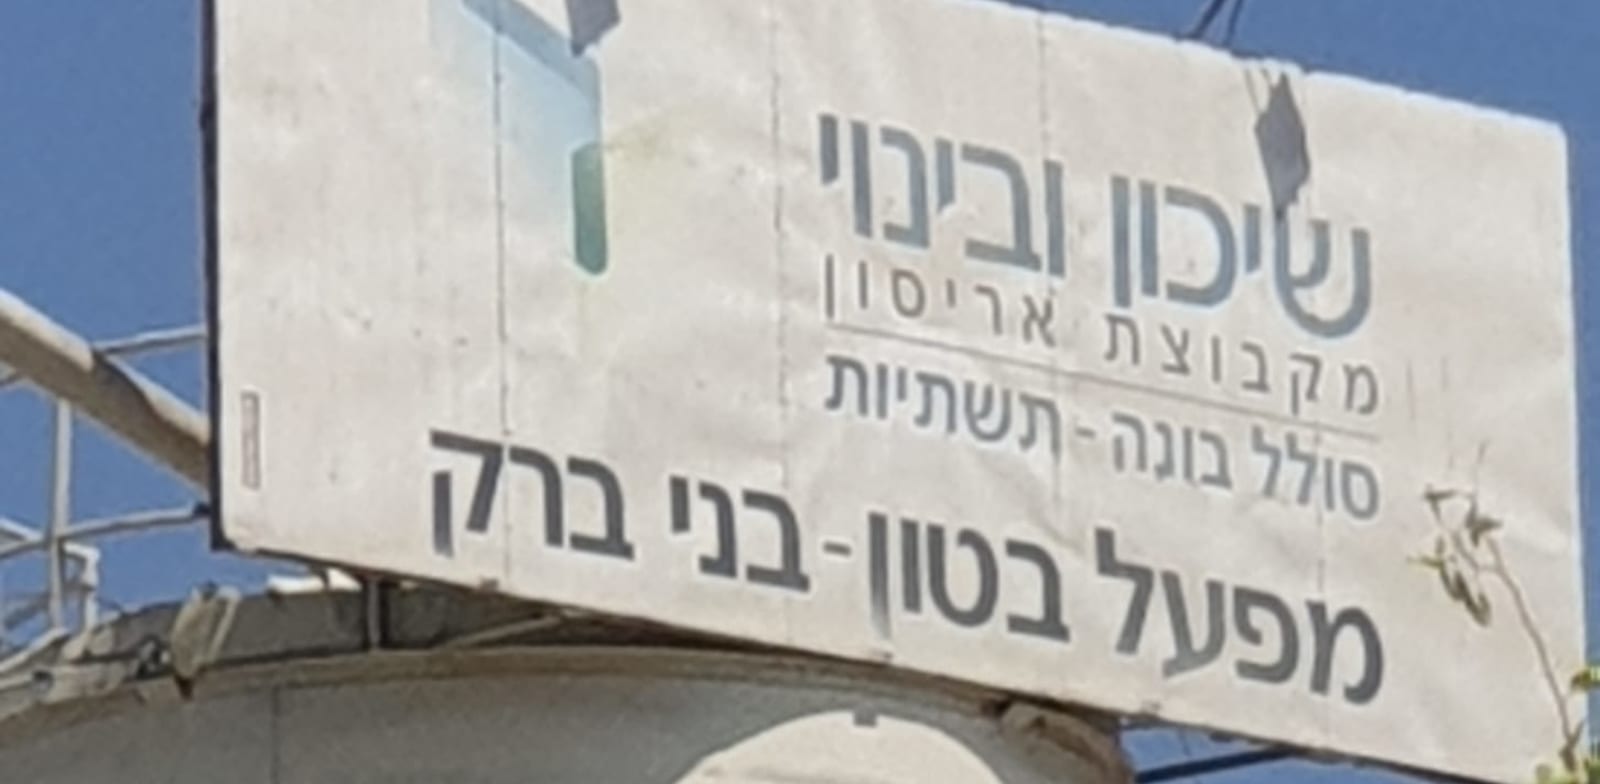 שיכון ובינוי
מקבוצת אריסון
סולל בונה - תשתיות
מפעל בטון - בני ברק